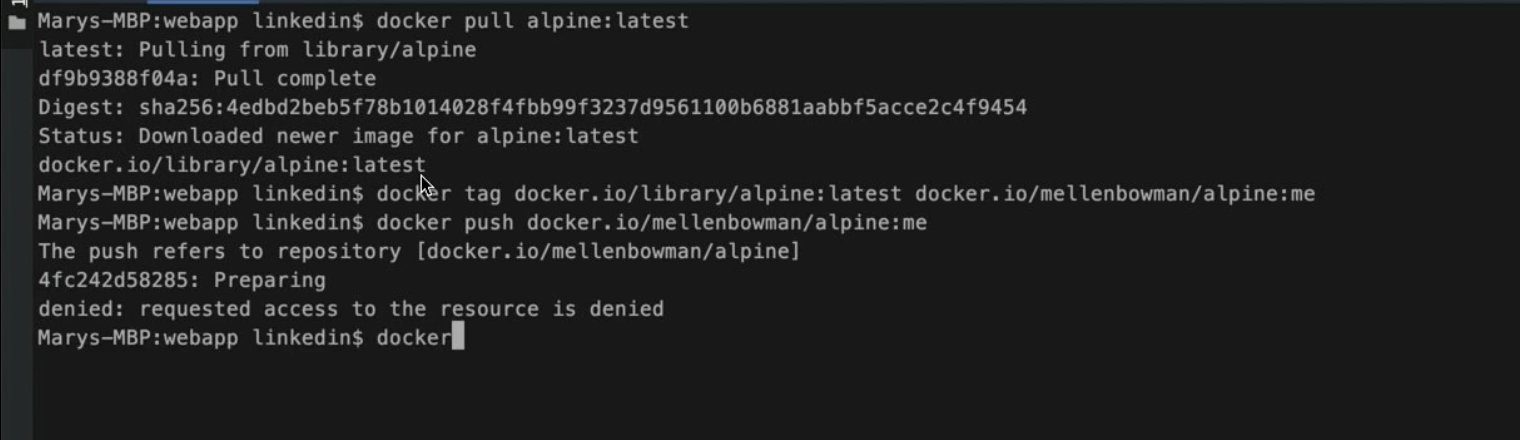 Marys-MBP:webapp linkedin$ docker pull alpine:latest
latest: Pulling from library/alpine
df9b9388f04a: Pull complete
Digest: sha256:4edbd2beb5f78b1014028f4fbb99f3237d9561100b6881aabbf5acce2c4f9454
Status: Downloaded newer image for alpine:latest
docker.io/library/alpine:latest
Marys-MBP:webapp linkedin$ docker tag docker.io/library/alpine:latest docker.io/mellenbowman/alpine:me
Marys-MBP:webapp linkedin$ docker push docker.io/mellenbowman/alpine:me
The push refers to repository [docker.io/mellenbowman/alpine]
4fc242d58285: Preparing
denied: requested access to the resource is denied
Marys-MBP:webapp linkedin$ docker